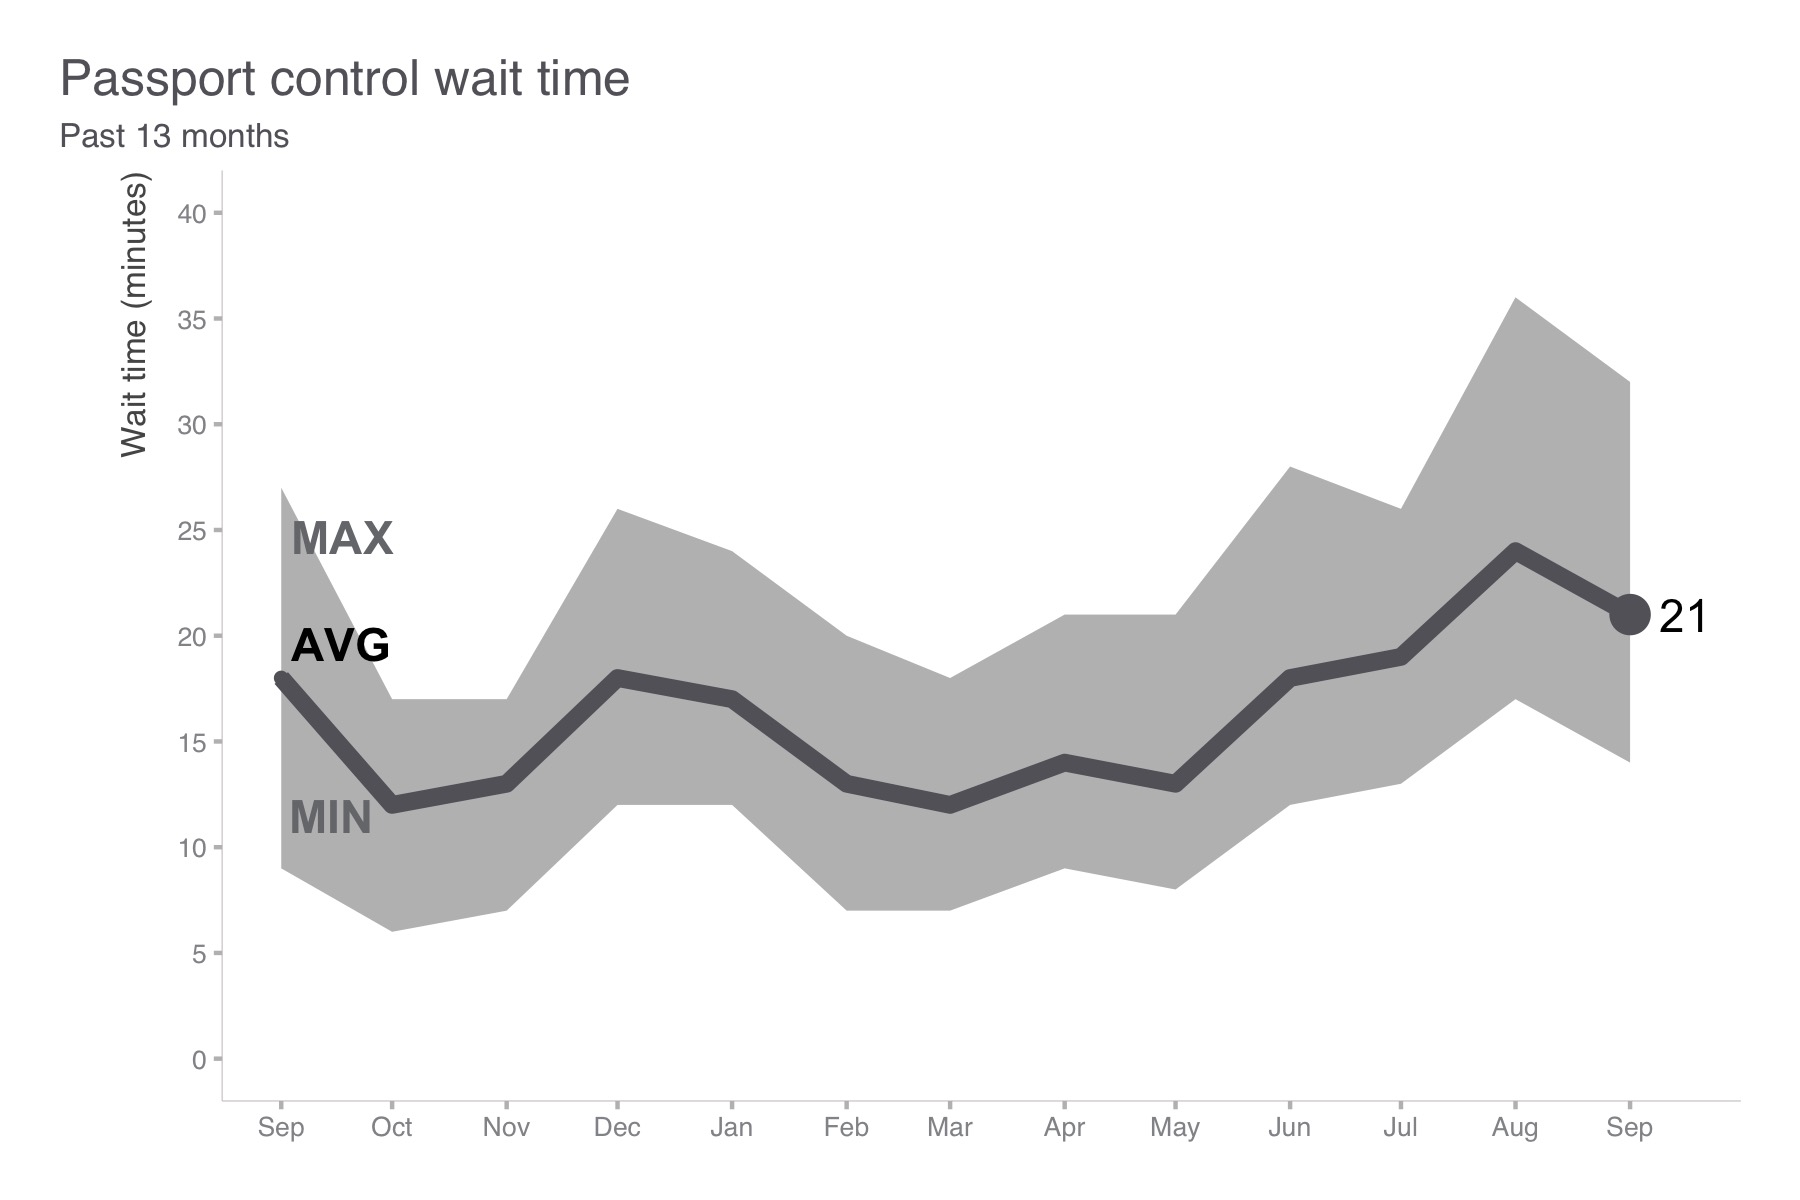 Passport control wait time
Past 13 months
Wait time (minutes)
40
35
30
25
20
15
10
5
0
MAX
AVG
MIN
21
Sep Oct Nov Dec Jan Feb Mar Apr May Jun Jul Aug Sep